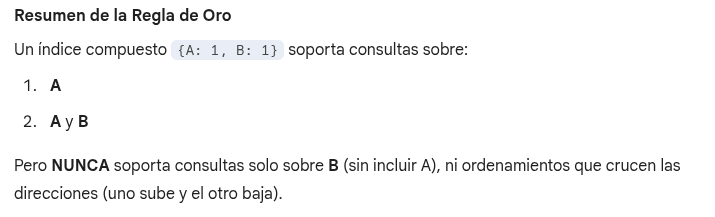 Resumen de la Regla de Oro
Un índice compuesto {A: 1, B: 1} soporta consultas sobre:
1. A
2. A y B
Pero NUNCA soporta consultas solo sobre B (sin incluir A), ni ordenamientos que crucen las
direcciones (uno sube y el otro baja).